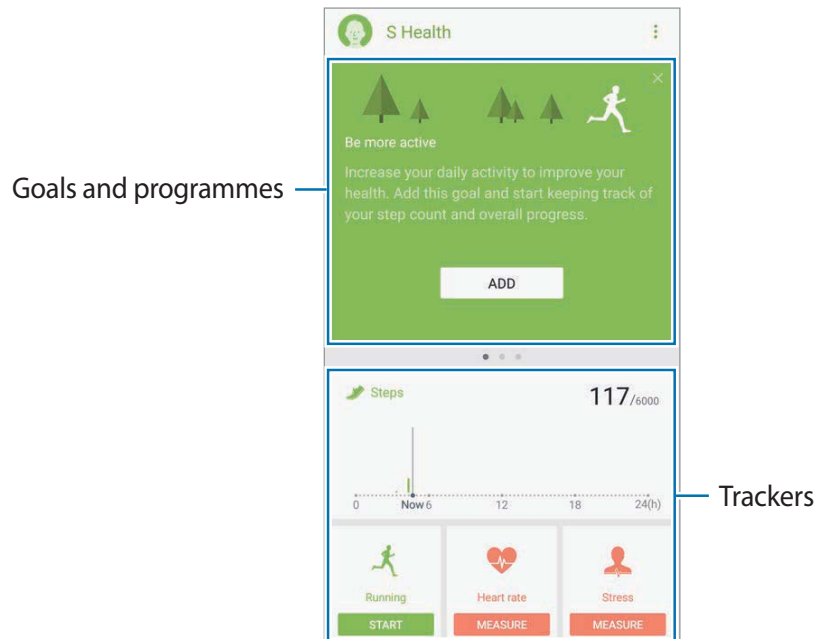 S Health
Be more active
Increase your daily activity to improve your
health. Add this goal and start keeping track of
your step count and overall progress.
ADD
Goals and programmes
Steps
117/6000
0 Now 6 12 18 24(h)
Trackers
Running Heart rate Stress
START MEASURE MEASURE